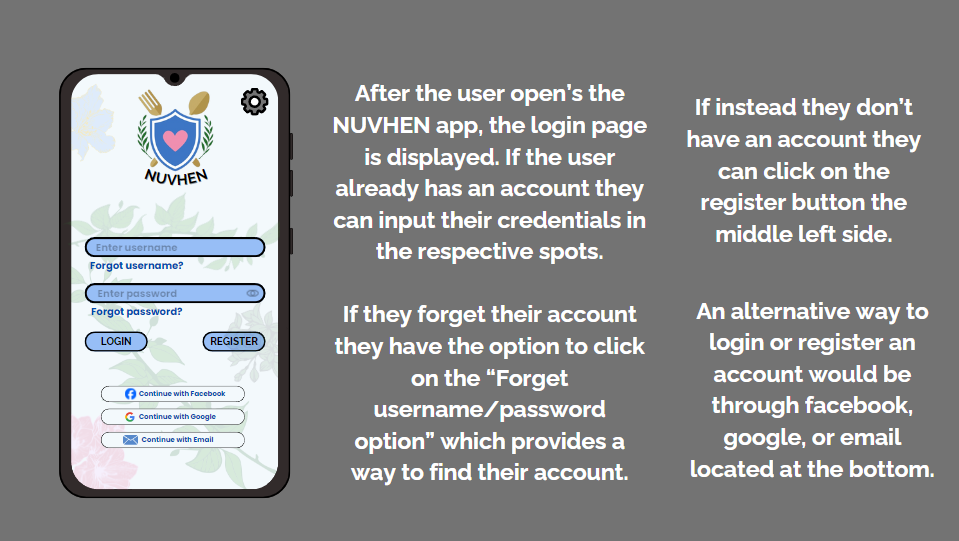 NUVHEN
Enter username
Forgot username?
Enter password
Forgot password?
LOGIN
REGISTER
Continue with Facebook
Continue with Google
Continue with Email
After the user open’s the
NUVHEN app, the login page
is displayed. If the user
already has an account they
can input their credentials in
the respective spots.
If they forget their account
they have the option to click
on the “Forget
username/password
option” which provides a
way to find their account.
If instead they don’t
have an account they
can click on the
register button the
middle left side.
An alternative way to
login or register an
account would be
through facebook,
google, or email
located at the bottom.